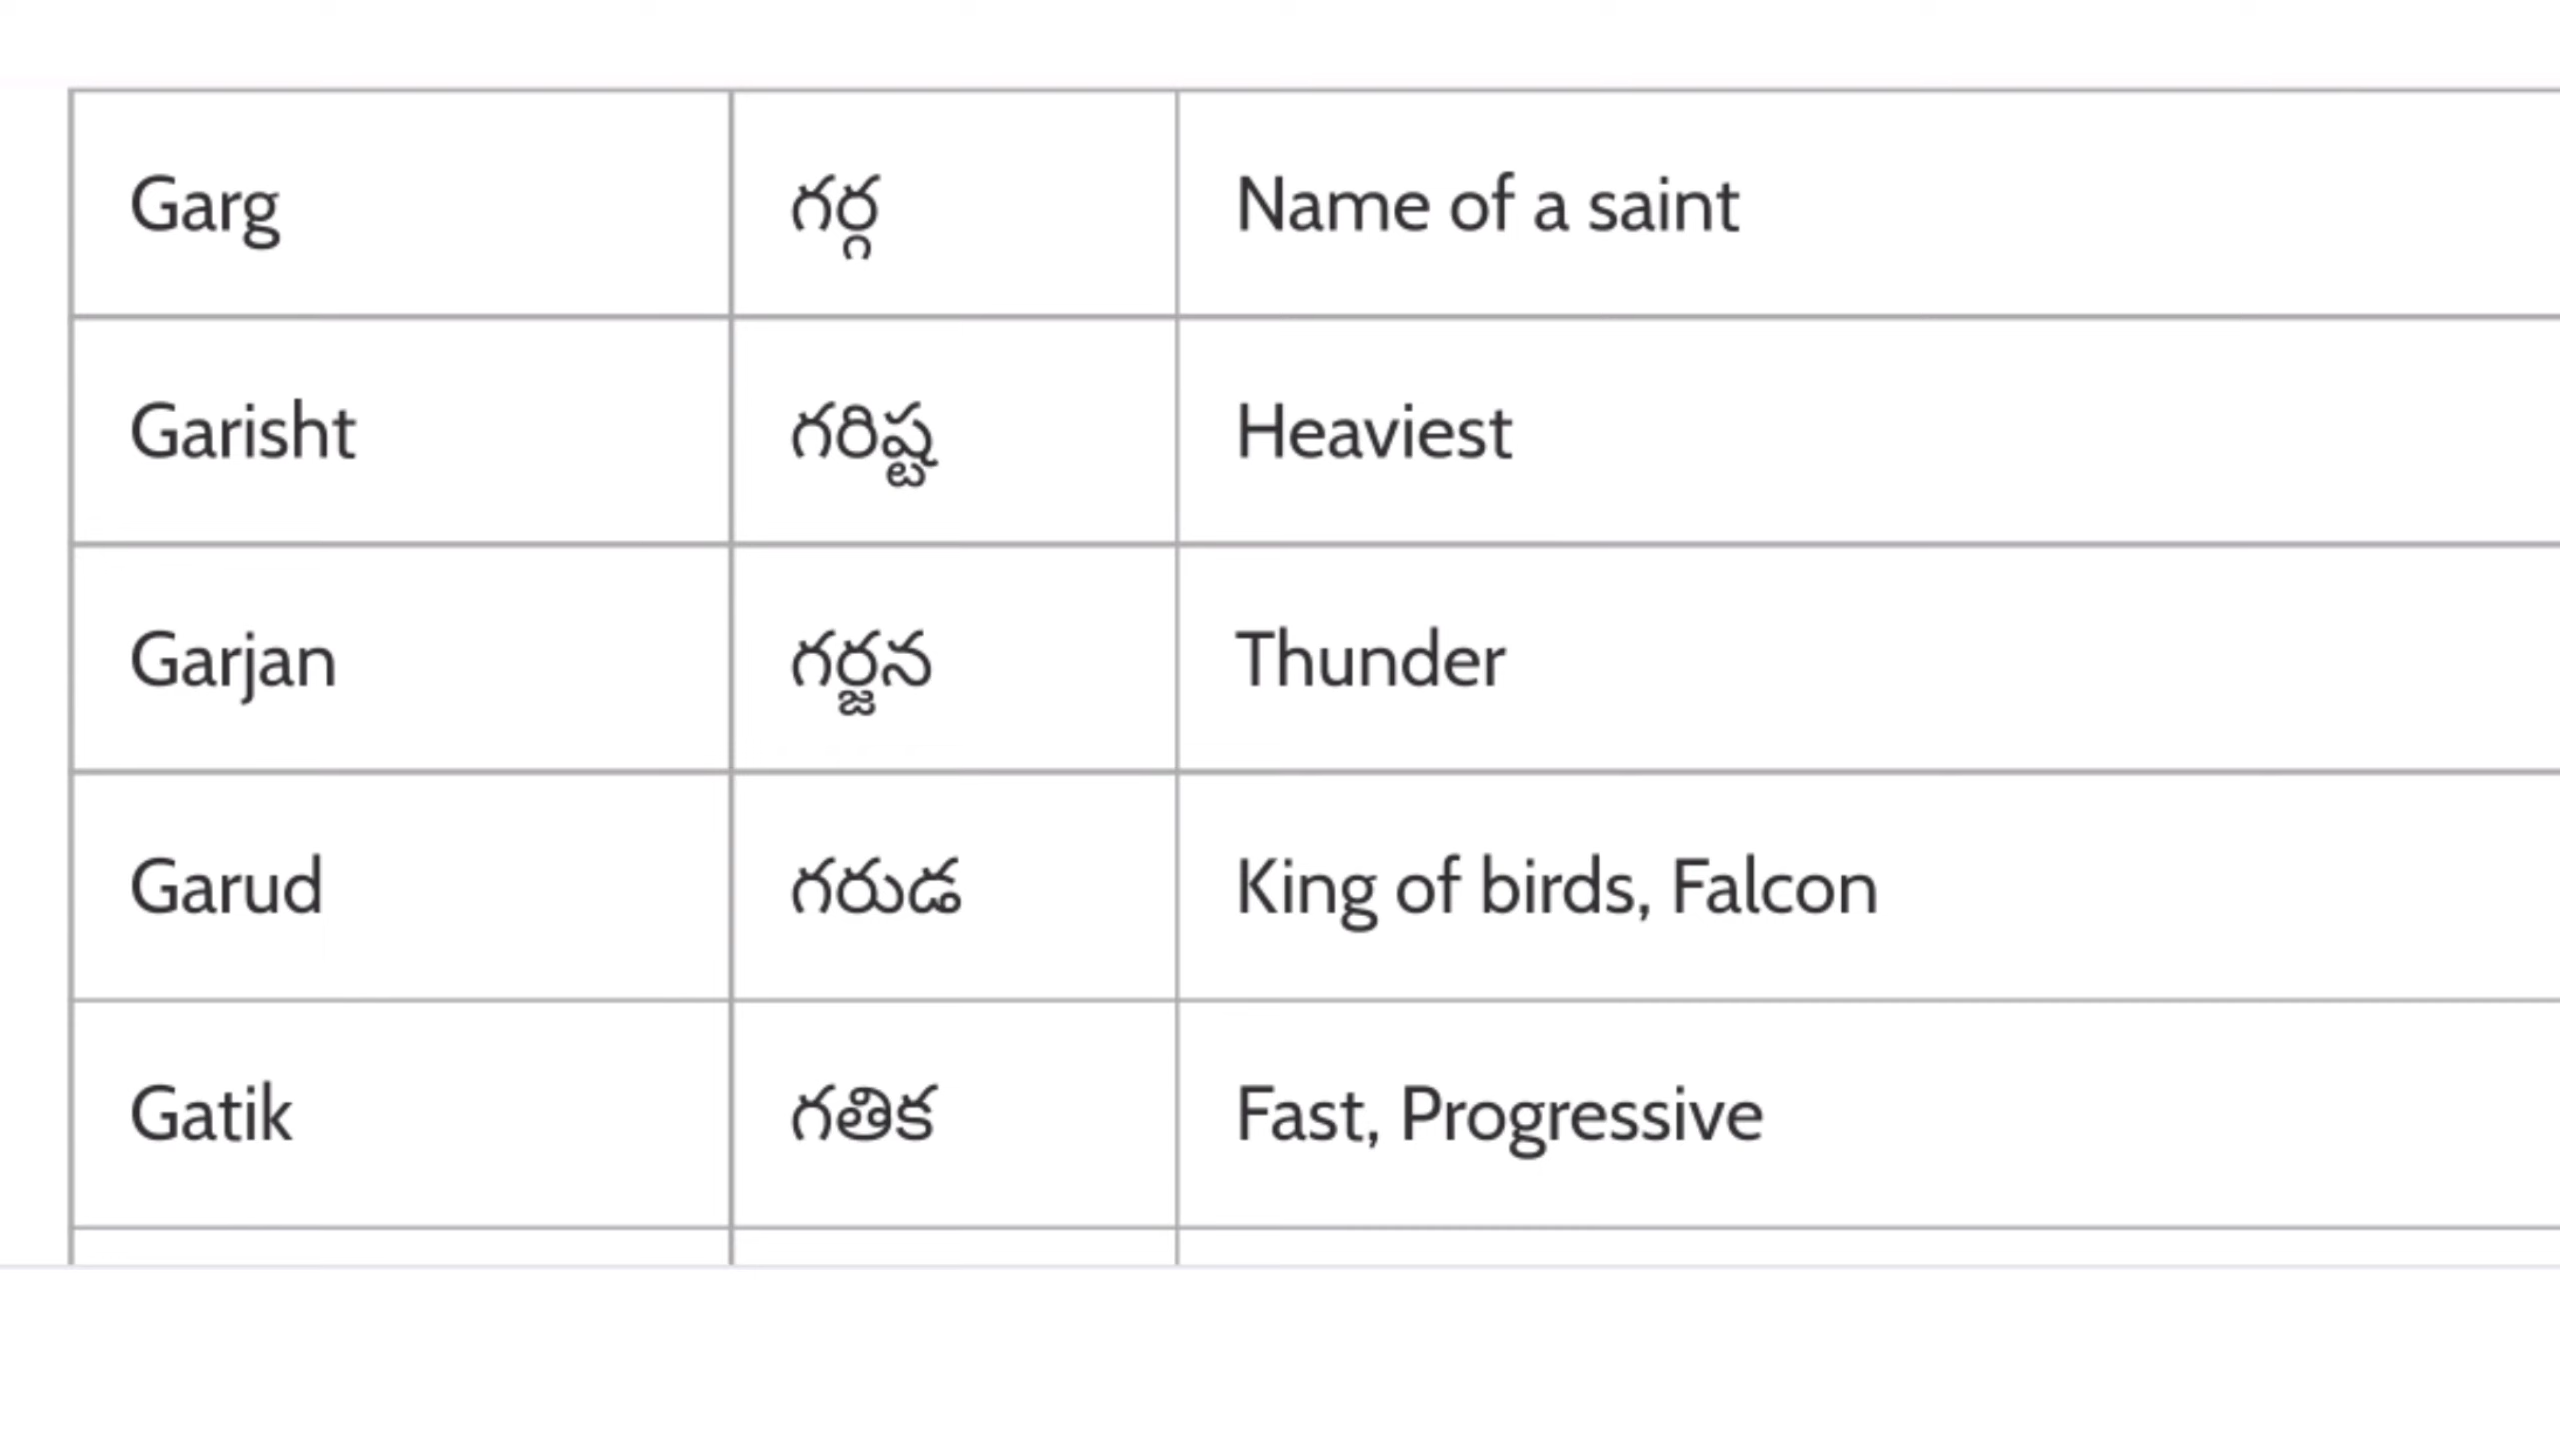 Garg గర్గ Name of a saint
Garisht గరిష్ట Heaviest
Garjan గర్జన Thunder
Garud గరుడ King of birds, Falcon
Gatik గతిక Fast, Progressive